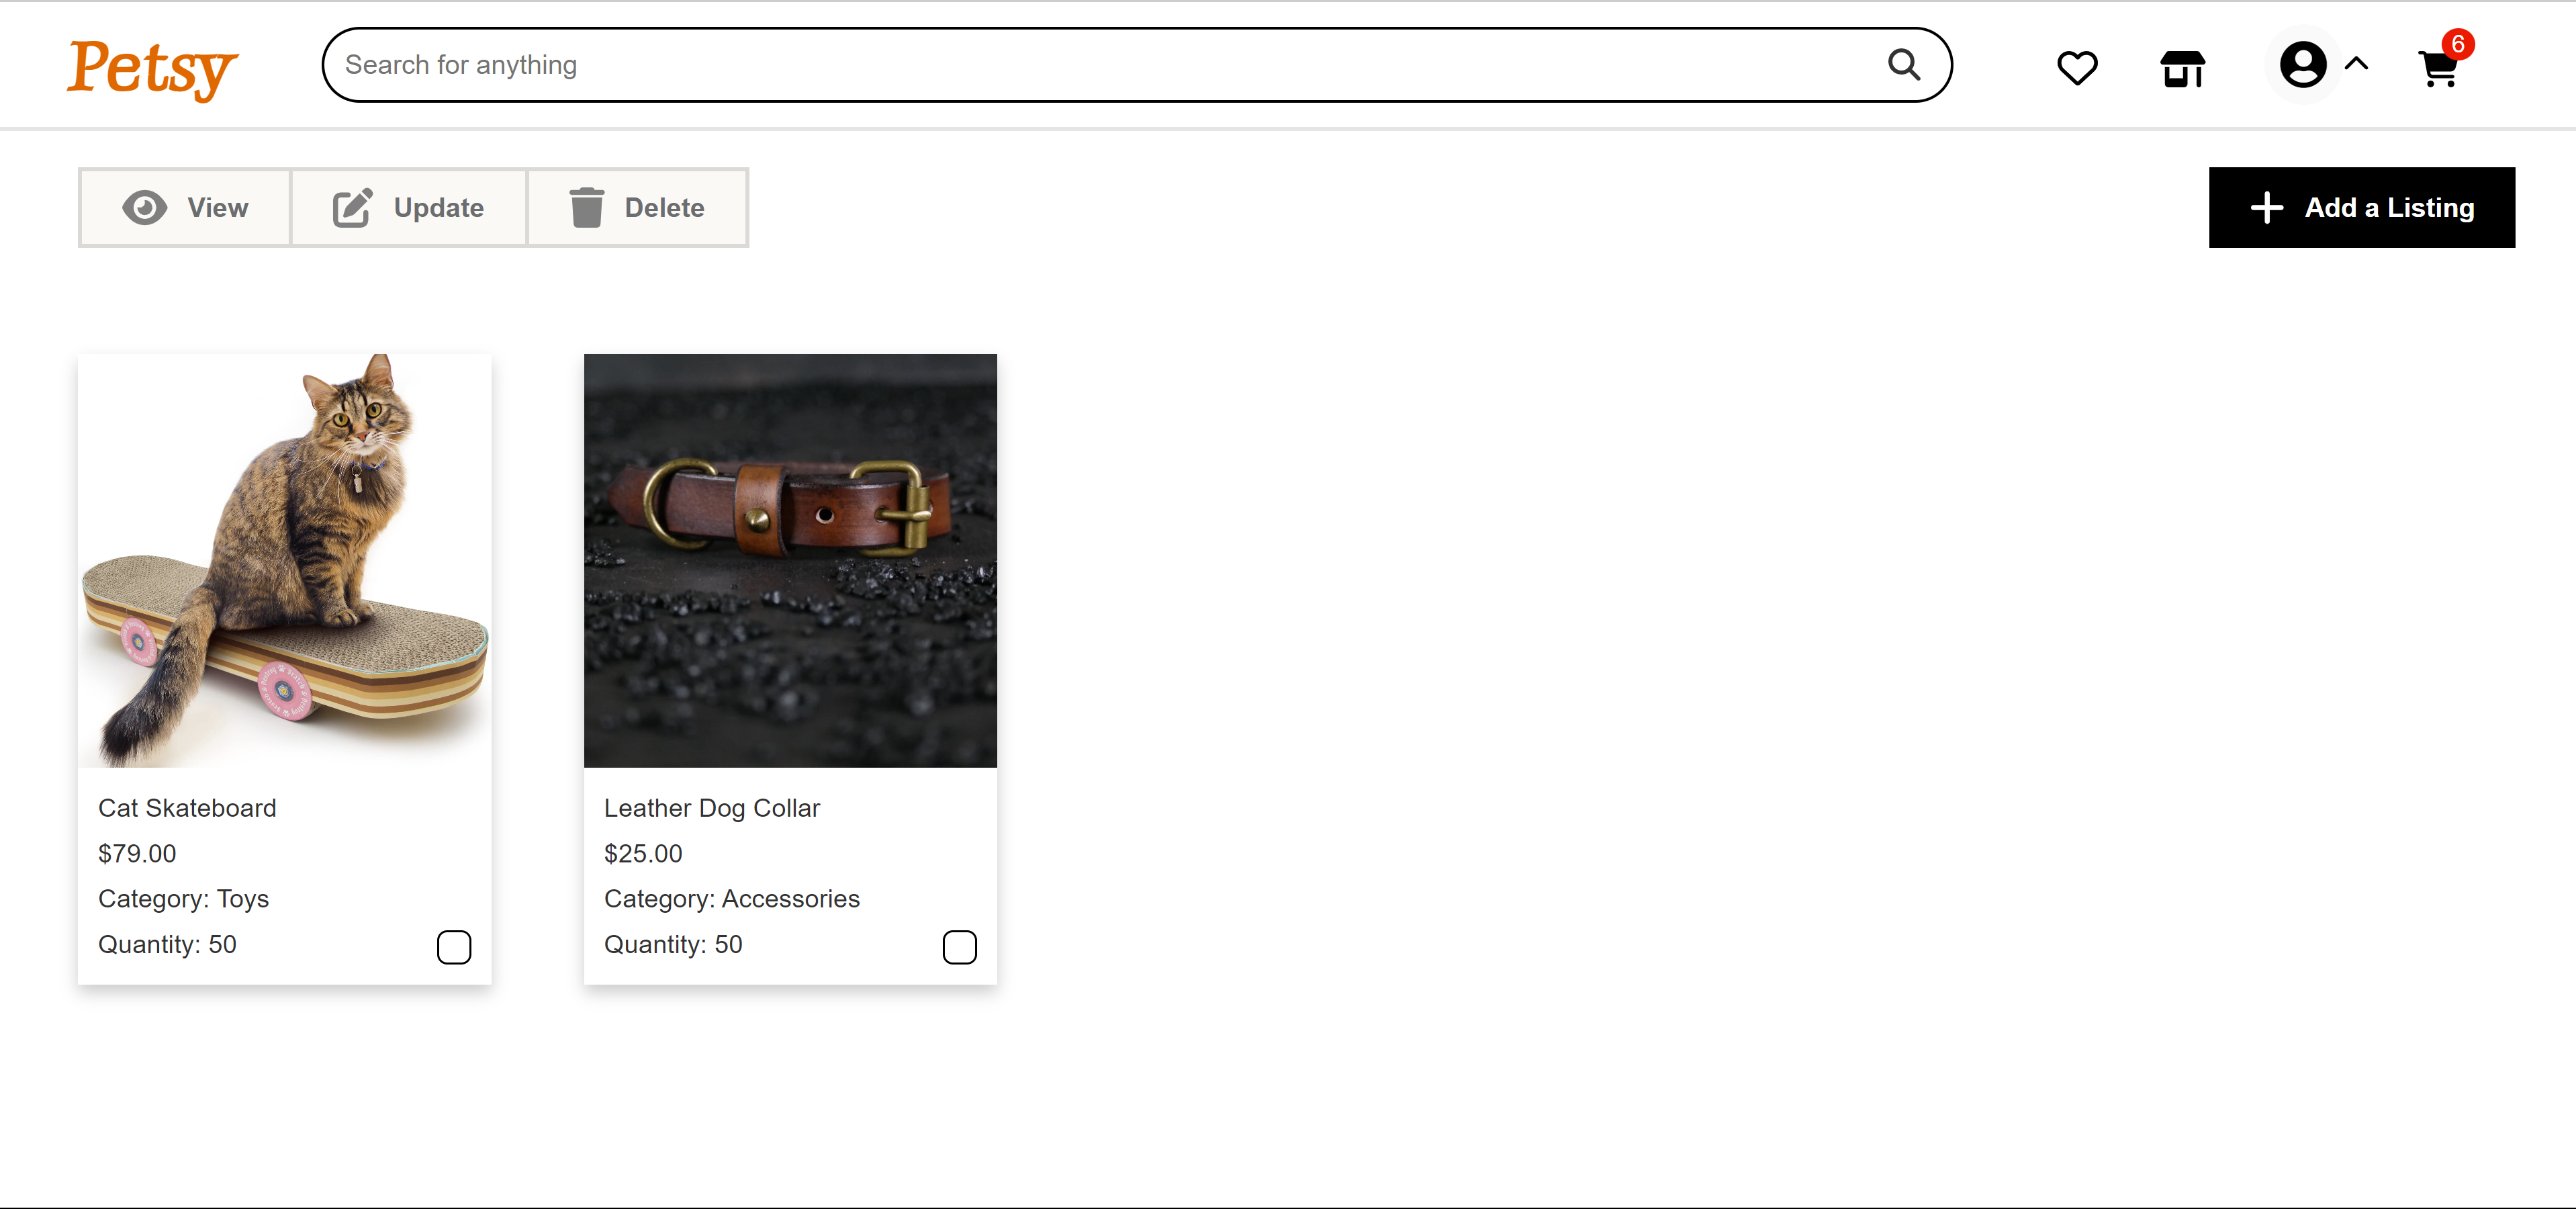 Petsy
Search for anything
6
View
Update
Delete
Add a Listing
Cat Skateboard
$79.00
Category: Toys
Quantity: 50
Leather Dog Collar
$25.00
Category: Accessories
Quantity: 50